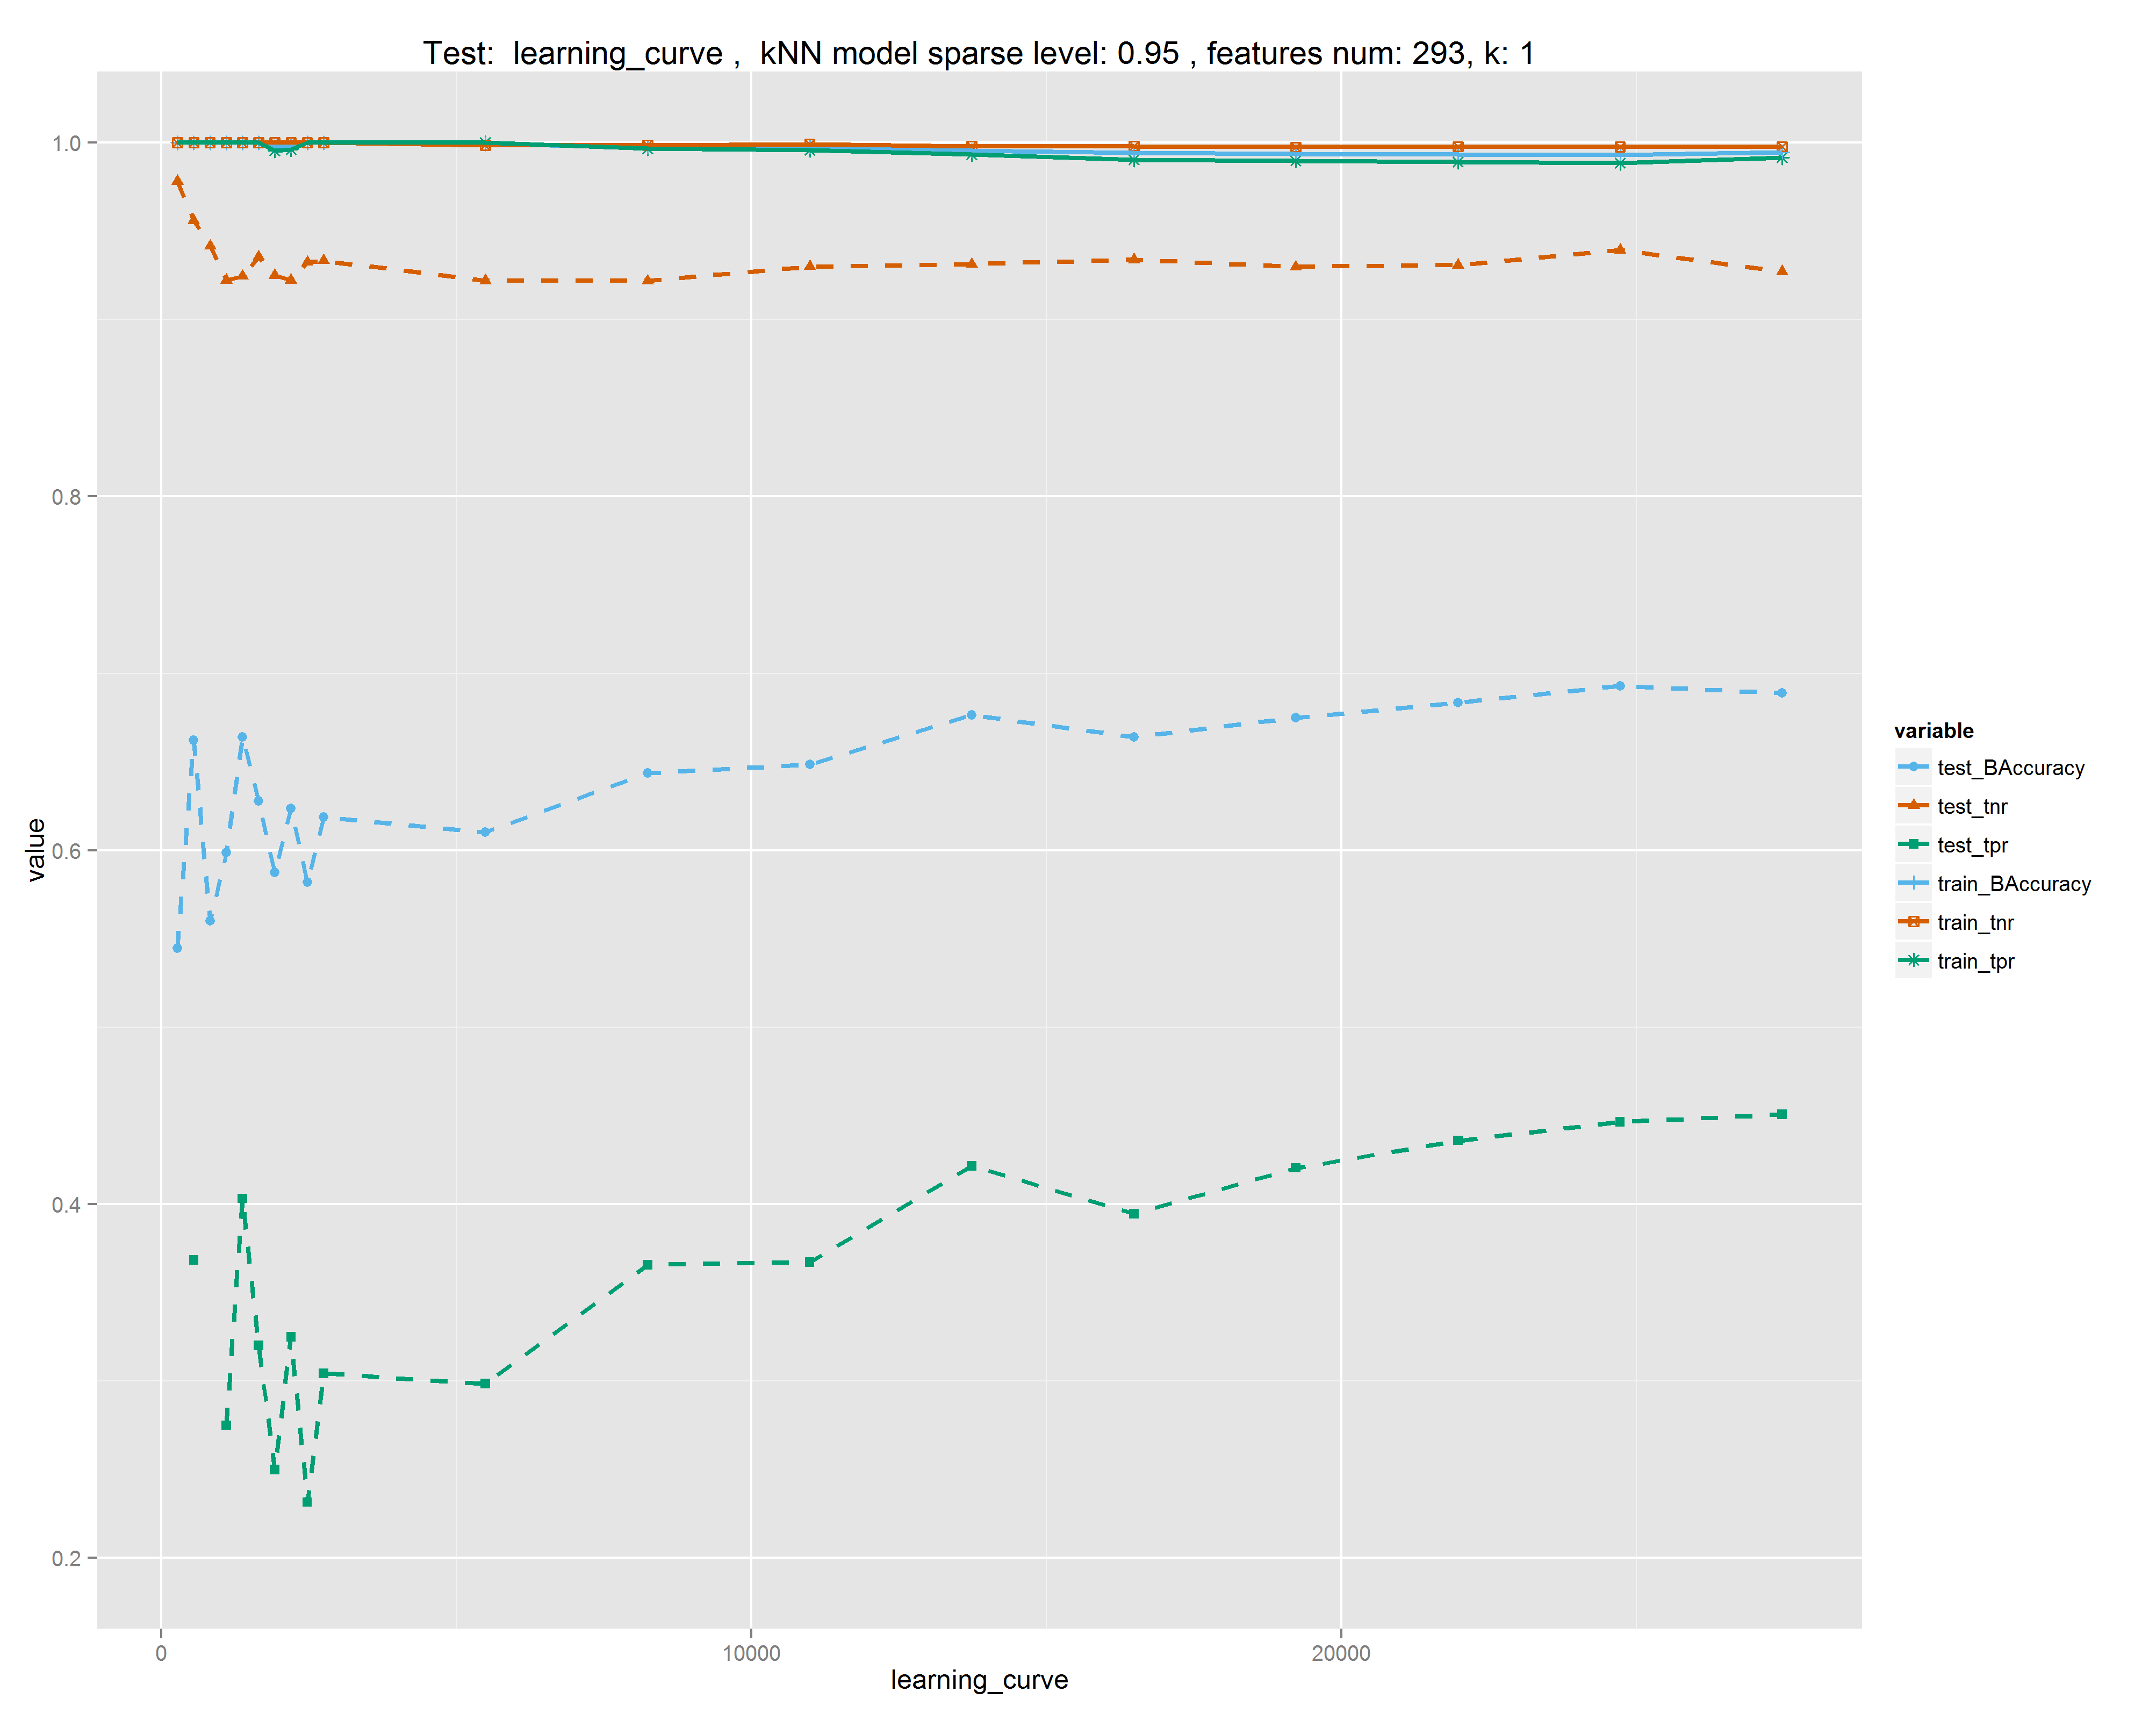 Test:  learning_curve ,  kNN model sparse level: 0.95 , features num: 293, k: 1
1.0
0.8
0.6
0.4
0.2
value
0
10000
20000
learning_curve
variable
test_BAccuracy
test_tnr
test_tpr
train_BAccuracy
train_tnr
train_tpr